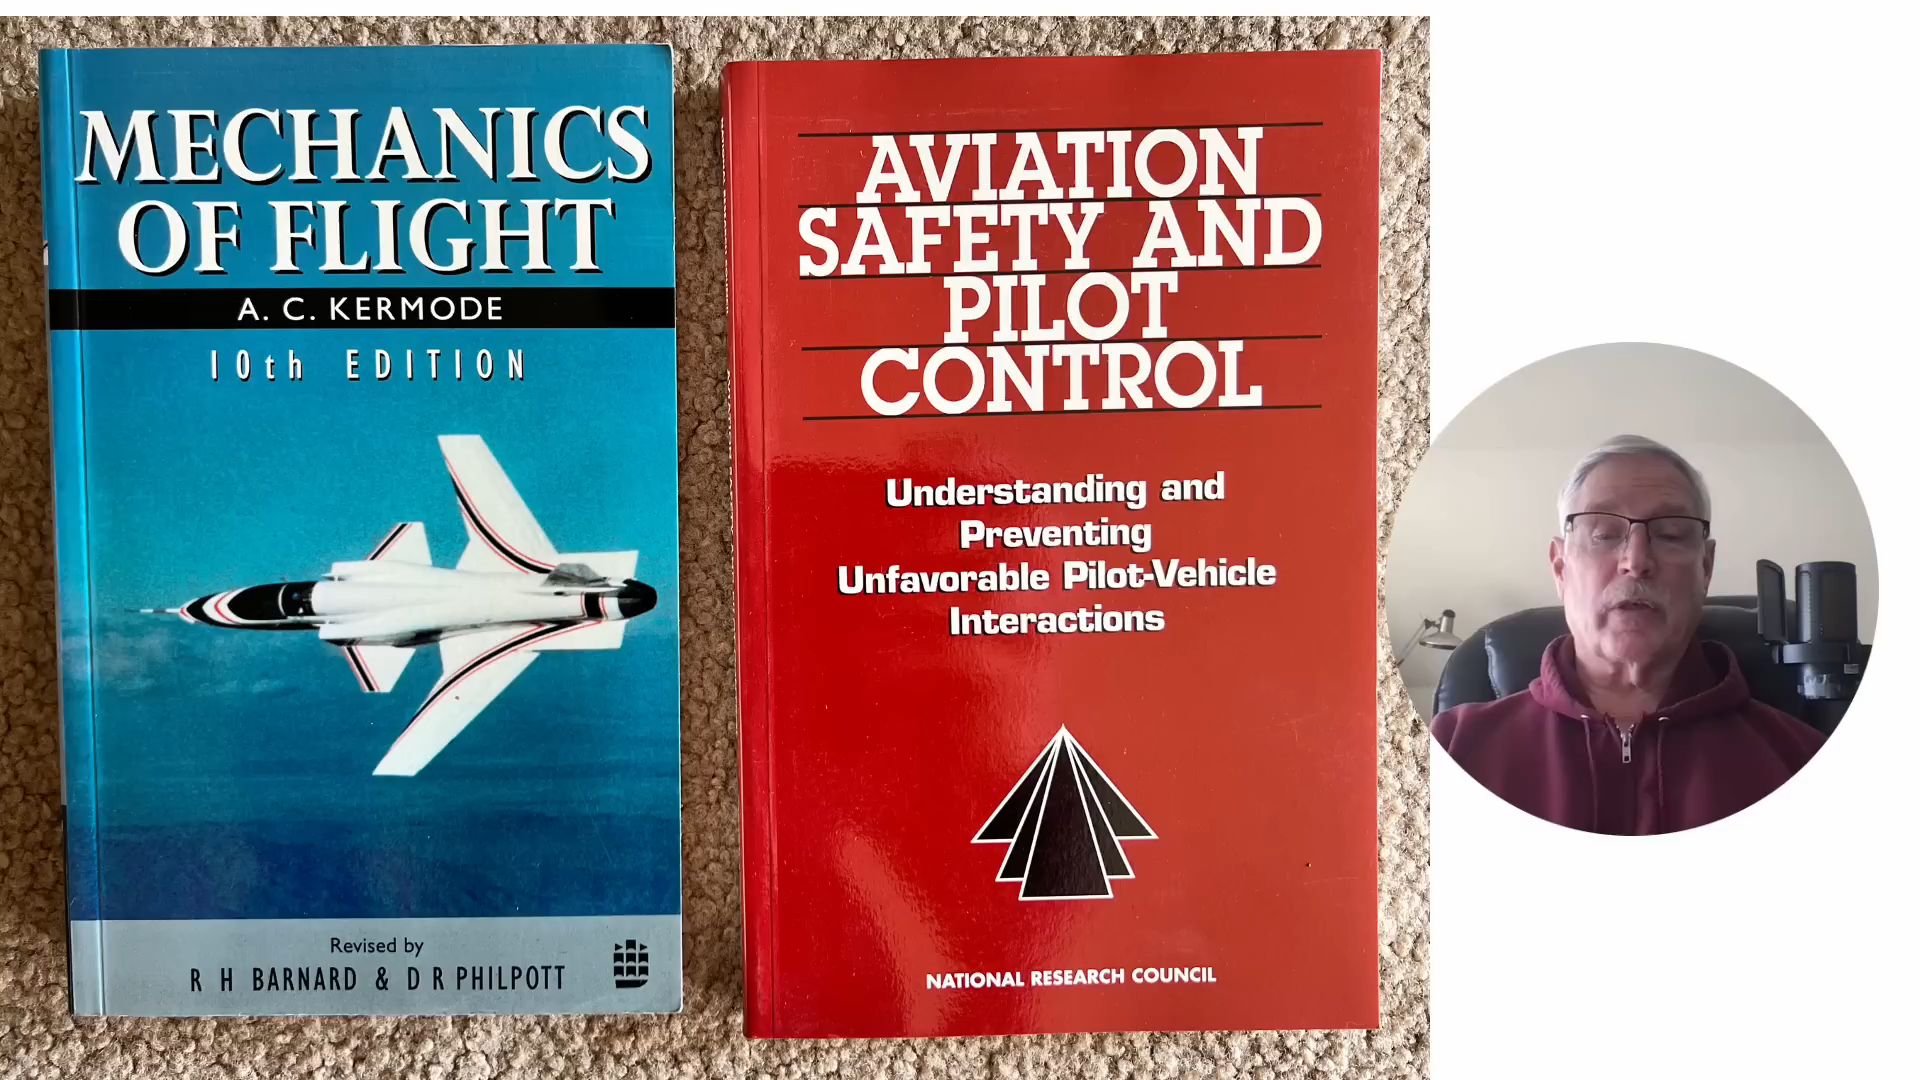 MECHANICS
OF FLIGHT
A. C. KERMODE
10th EDITION
Revised by
R H BARNARD & D R PHILPOTT
AVIATION
SAFETY AND
PILOT
CONTROL
Understanding and
Preventing
Unfavorable Pilot-Vehicle
Interactions
NATIONAL RESEARCH COUNCIL